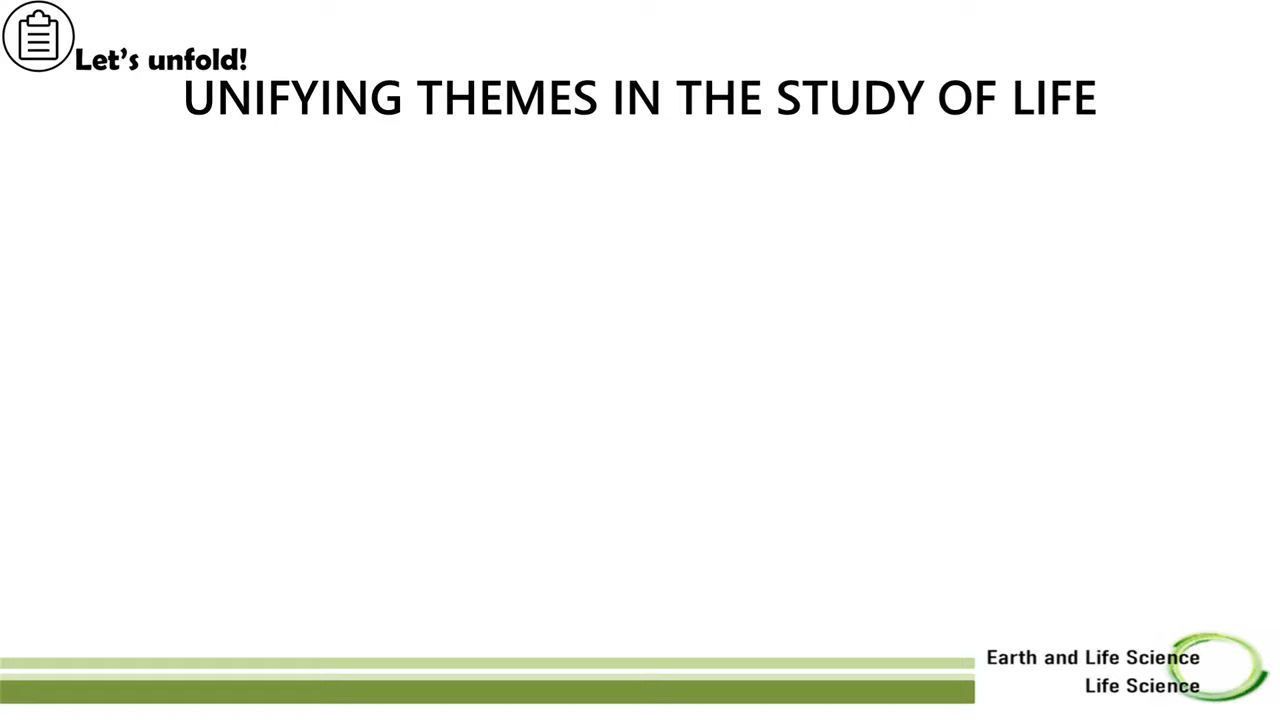 Let's unfold!
UNIFYING THEMES IN THE STUDY OF LIFE
Earth and Life Science
Life Science